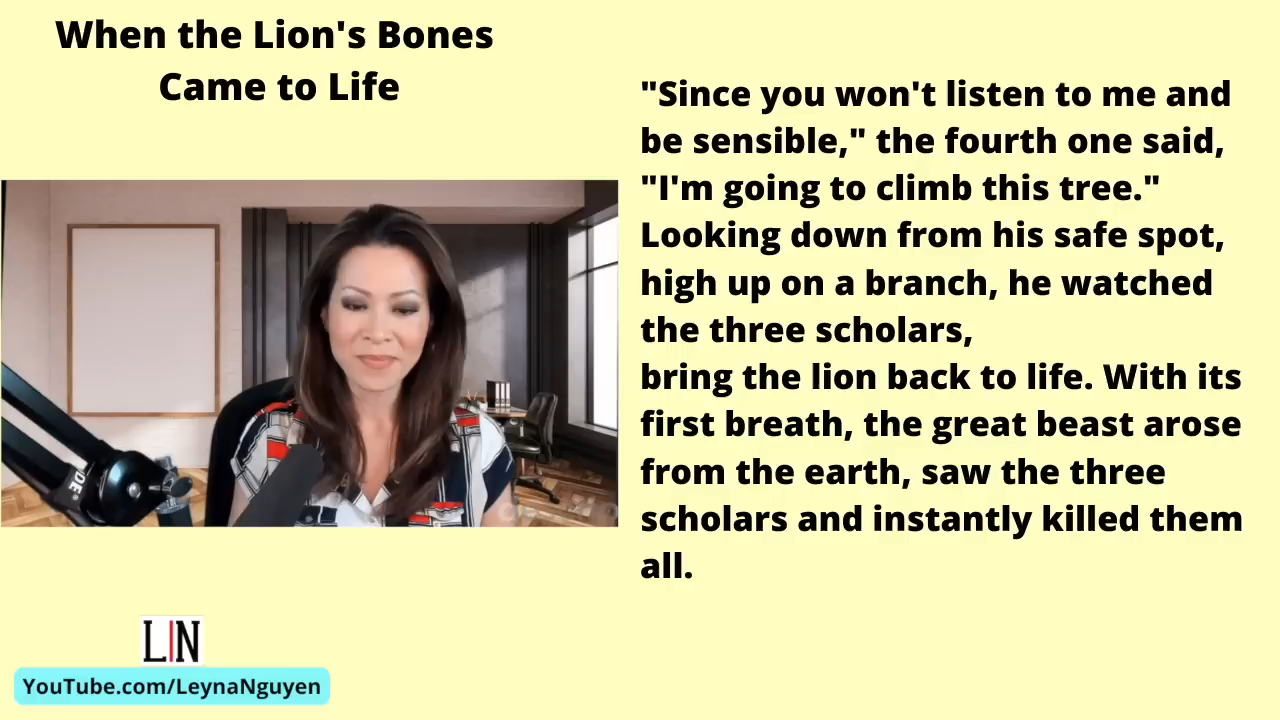 When the Lion's Bones
Came to Life
"Since you won't listen to me and
be sensible," the fourth one said,
"I'm going to climb this tree."
Looking down from his safe spot,
high up on a branch, he watched
the three scholars,
bring the lion back to life. With its
first breath, the great beast arose
from the earth, saw the three
scholars and instantly killed them
all.
LIN
YouTube.com/LeynaNguyen